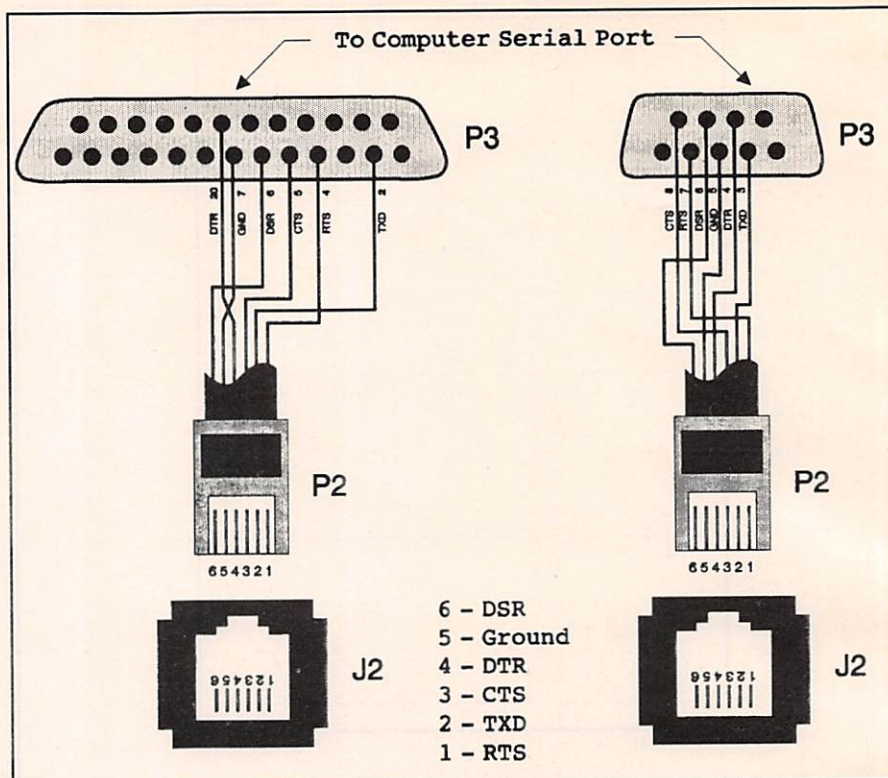 To Computer Serial Port
P3
P3
DTR 20
GND 7
DSR 6
CTS 5
RTS 4
TXD 2
CTS 8
RTS 7
DSR 6
GND 5
DTR 4
TXD 3
P2
P2
654321
654321
6 - DSR
5 - Ground
4 - DTR
3 - CTS
2 - TXD
1 - RTS
J2
J2
123456
123456